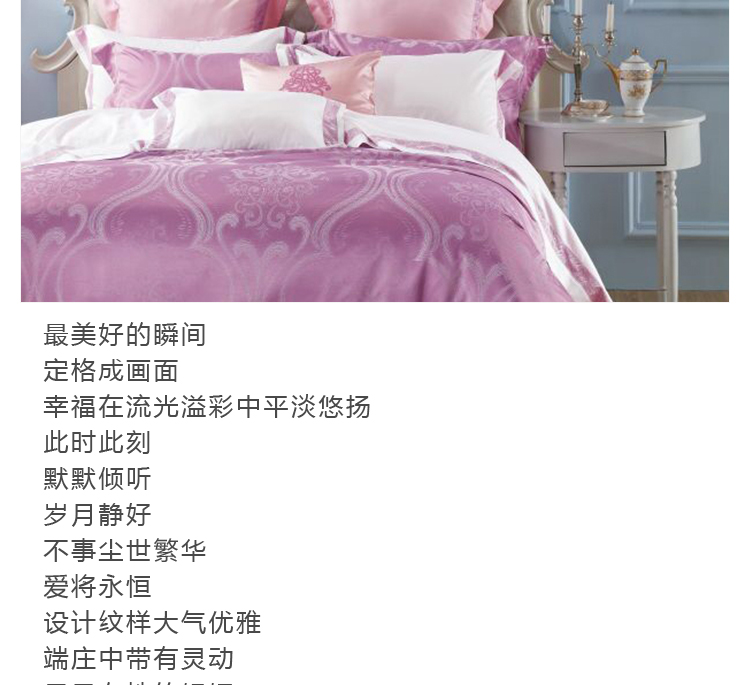 最美好的瞬间
定格成画面
幸福在流光溢彩中平淡悠扬
此时此刻
默默倾听
岁月静好
不事尘世繁华
爱将永恒
设计纹样大气优雅
端庄中带有灵动